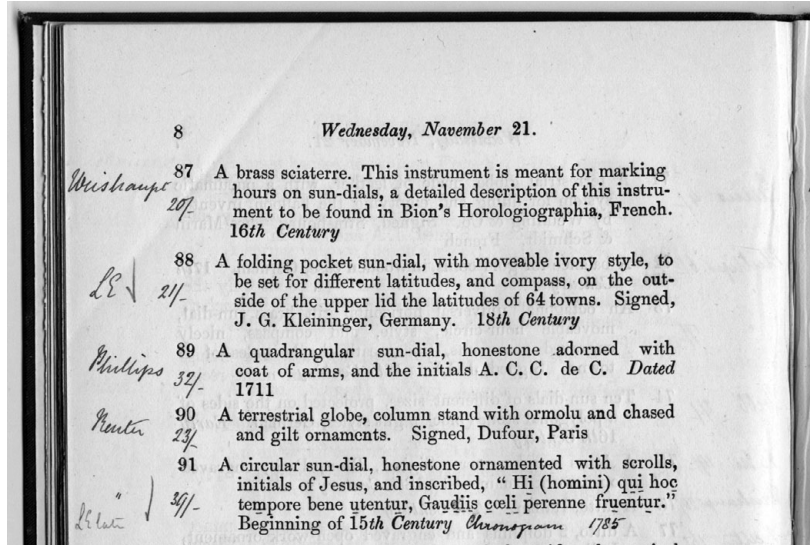 8 Wednesday, November 21.
Weishaupt 87 A brass sciaterre. This instrument is meant for marking
20/- hours on sun-dials, a detailed description of this instru-
ment to be found in Bion's Horologiographia, French.
16th Century
88 A folding pocket sun-dial, with moveable ivory style, to
LE 21/- be set for different latitudes, and compass, on the out-
side of the upper lid the latitudes of 64 towns. Signed,
J. G. Kleininger, Germany. 18th Century
89 A quadrangular sun-dial, honestone adorned with
Phillips 32/- coat of arms, and the initials A. C. C. de C. Dated
1711
90 A terrestrial globe, column stand with ormolu and chased
23/- and gilt ornaments. Signed, Dufour, Paris
91 A circular sun-dial, honestone ornamented with scrolls,
initials of Jesus, and inscribed, " Hi (homini) qui hoc
" tempore bene utentur, Gaudiis cœli perenne fruentur."
LE Beginning of 15th Century Chronogram 1785